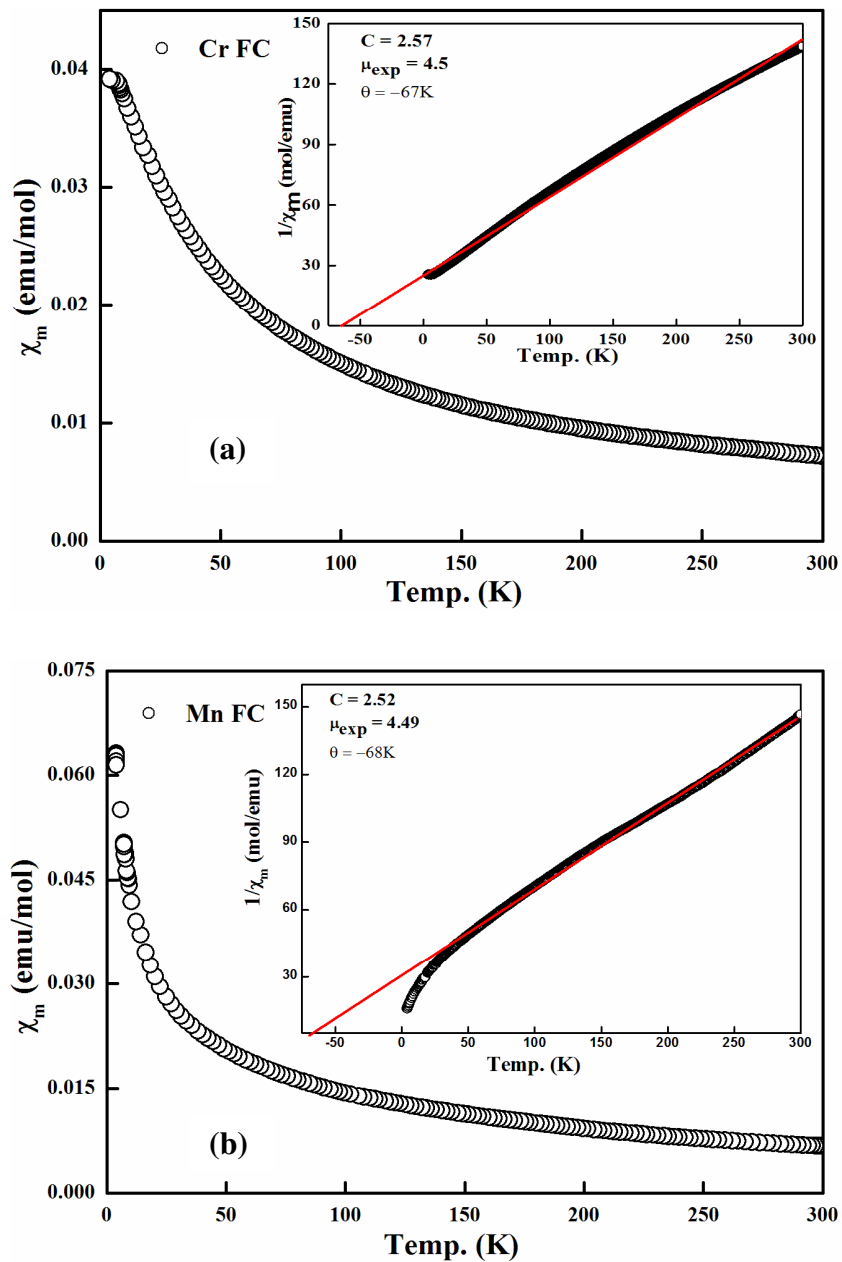 Cr FC
C = 2.57
μexp = 4.5
θ = −67K
1/χm (mol/emu)
150
120
90
60
30
0
-50 0 50 100 150 200 250 300
Temp. (K)
χm (emu/mol)
0.04
0.03
0.02
0.01
0.00
(a)
0 50 100 150 200 250 300
Temp. (K)
Mn FC
C = 2.52
μexp = 4.49
θ = −68K
1/χm (mol/emu)
150
120
90
60
30
-50 0 50 100 150 200 250 300
Temp. (K)
χm (emu/mol)
0.075
0.060
0.045
0.030
0.015
0.000
(b)
0 50 100 150 200 250 300
Temp. (K)